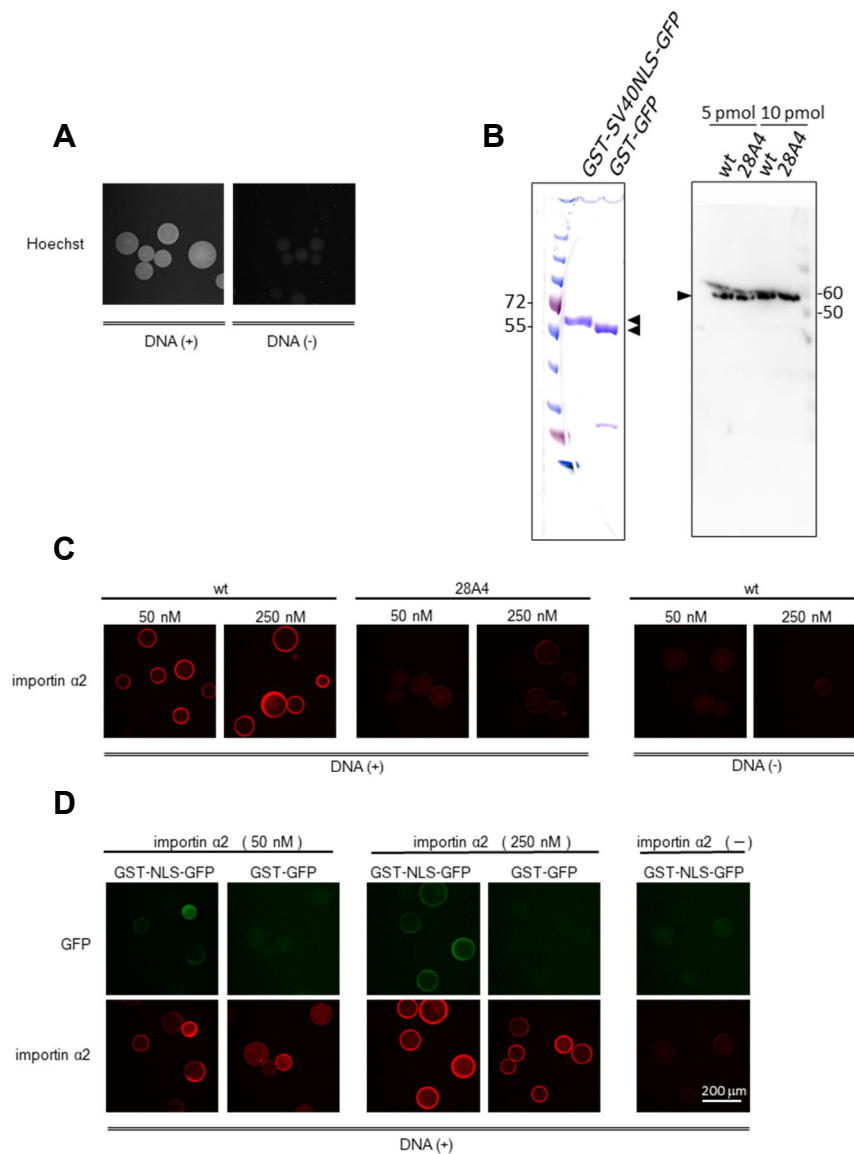 A
Hoechst
DNA (+)
DNA (-)
B
GST-SV40NLS-GFP
GST-GFP
72-
55-
5 pmol 10 pmol
wt
28A4
wt
28A4
-60
-50
C
wt
28A4
wt
50 nM
250 nM
50 nM
250 nM
50 nM
250 nM
importin α2
DNA (+)
DNA (-)
D
importin α2 ( 50 nM )
importin α2 ( 250 nM )
importin α2 (−)
GST-NLS-GFP
GST-GFP
GST-NLS-GFP
GST-GFP
GST-NLS-GFP
GFP
importin α2
200 µm
DNA (+)